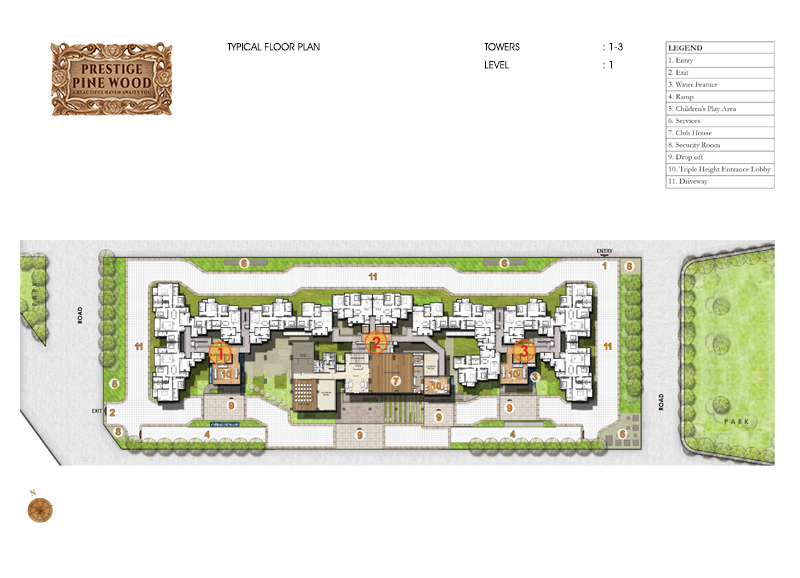 PRESTIGE
PINE WOOD
A BEAUTIFUL HAVEN AWAITS YOU
TYPICAL FLOOR PLAN
TOWERS : 1-3
LEVEL : 1
LEGEND
1. Entry
2. Exit
3. Water Feature
4. Ramp
5. Children's Play Area
6. Services
7. Club House
8. Security Room
9. Drop off
10. Triple Height Entrance Lobby
11. Driveway
ENTRY
6
6
1
8
11
PARK
ROAD
11
11
1
2
3
10
7
10
10
3
5
EXIT
2
9
9
9
ROAD
PARK
8
4
9
4
6
N